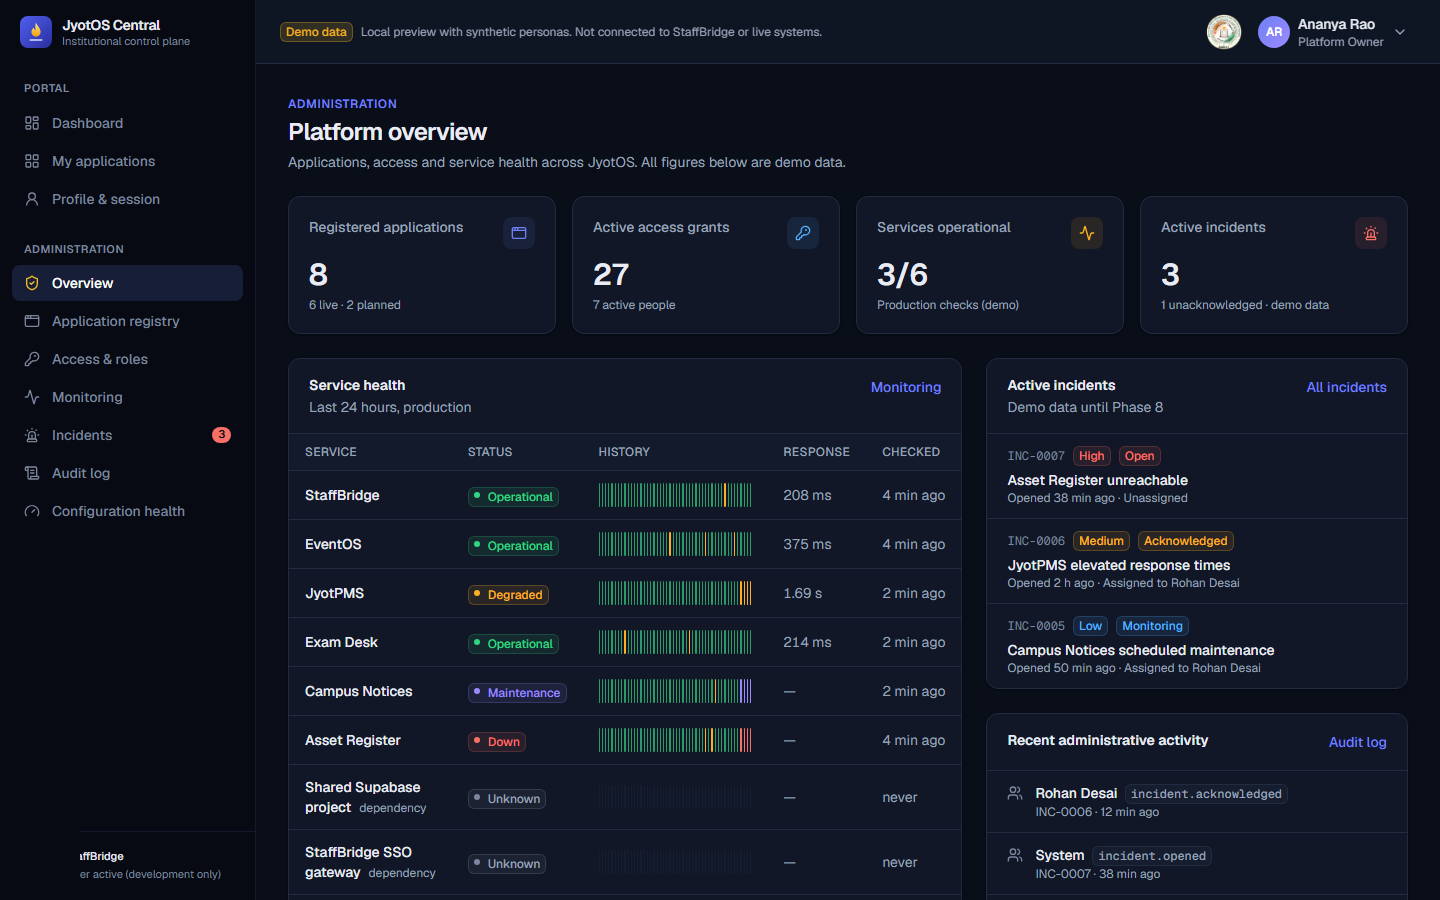 JyotOS Central
Institutional control plane
PORTAL
Dashboard
My applications
Profile & session
ADMINISTRATION
Overview
Application registry
Access & roles
Monitoring
Incidents 3
Audit log
Configuration health
affBridge
er active (development only)
Demo data Local preview with synthetic personas. Not connected to StaffBridge or live systems.
AR
Ananya Rao
Platform Owner
ADMINISTRATION
Platform overview
Applications, access and service health across JyotOS. All figures below are demo data.
Registered applications
8
6 live · 2 planned
Active access grants
27
7 active people
Services operational
3/6
Production checks (demo)
Active incidents
3
1 unacknowledged · demo data
Service health
Monitoring
Last 24 hours, production
SERVICE STATUS HISTORY RESPONSE CHECKED
StaffBridge Operational 208 ms 4 min ago
EventOS Operational 375 ms 4 min ago
JyotPMS Degraded 1.69 s 2 min ago
Exam Desk Operational 214 ms 2 min ago
Campus Notices Maintenance — 2 min ago
Asset Register Down — 4 min ago
Shared Supabase
project dependency Unknown — never
StaffBridge SSO
gateway dependency Unknown — never
Active incidents
All incidents
Demo data until Phase 8
INC-0007 High Open
Asset Register unreachable
Opened 38 min ago · Unassigned
INC-0006 Medium Acknowledged
JyotPMS elevated response times
Opened 2 h ago · Assigned to Rohan Desai
INC-0005 Low Monitoring
Campus Notices scheduled maintenance
Opened 50 min ago · Assigned to Rohan Desai
Recent administrative activity
Audit log
Rohan Desai incident.acknowledged
INC-0006 · 12 min ago
System incident.opened
INC-0007 · 38 min ago